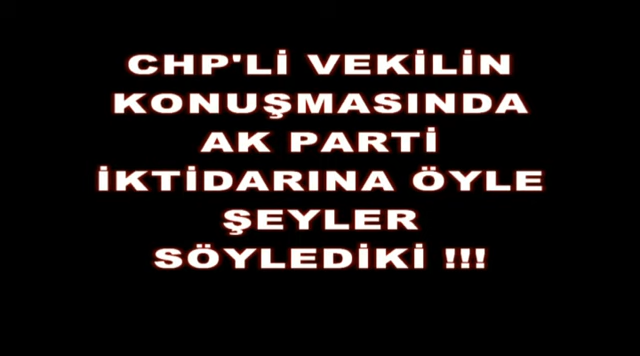 CHP'Lİ VEKİLİN
KONUŞMASINDA
AK PARTİ
İKTİDARINA ÖYLE
ŞEYLER
SÖYLEDİKİ !!!